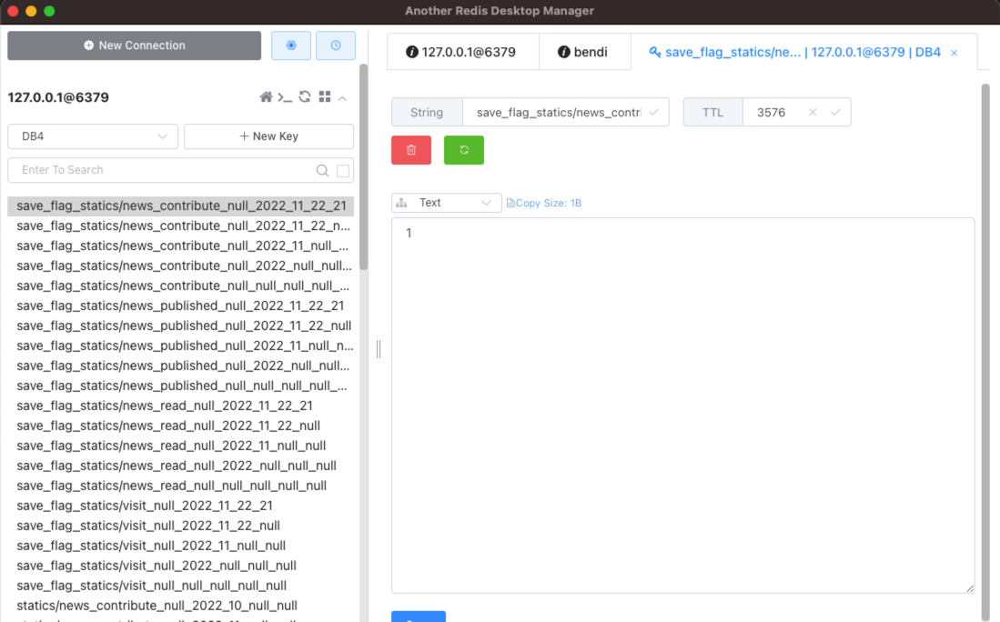 Another Redis Desktop Manager
New Connection
127.0.0.1@6379
DB4
+ New Key
Enter To Search
save_flag_statics/news_contribute_null_2022_11_22_21
save_flag_statics/news_contribute_null_2022_11_22_n...
save_flag_statics/news_contribute_null_2022_11_null_...
save_flag_statics/news_contribute_null_2022_null_null...
save_flag_statics/news_contribute_null_null_null_null_...
save_flag_statics/news_published_null_2022_11_22_21
save_flag_statics/news_published_null_2022_11_22_null
save_flag_statics/news_published_null_2022_11_null_n...
save_flag_statics/news_published_null_2022_null_null...
save_flag_statics/news_published_null_null_null_null_...
save_flag_statics/news_read_null_2022_11_22_21
save_flag_statics/news_read_null_2022_11_22_null
save_flag_statics/news_read_null_2022_11_null_null
save_flag_statics/news_read_null_2022_null_null_null
save_flag_statics/news_read_null_null_null_null_null
save_flag_statics/visit_null_2022_11_22_21
save_flag_statics/visit_null_2022_11_22_null
save_flag_statics/visit_null_2022_11_null_null
save_flag_statics/visit_null_2022_null_null_null
save_flag_statics/visit_null_null_null_null_null
statics/news_contribute_null_2022_10_null_null
127.0.0.1@6379
bendi
save_flag_statics/ne... | 127.0.0.1@6379 | DB4 ×
String
save_flag_statics/news_contr
TTL
3576
Text
Copy Size: 1B
1